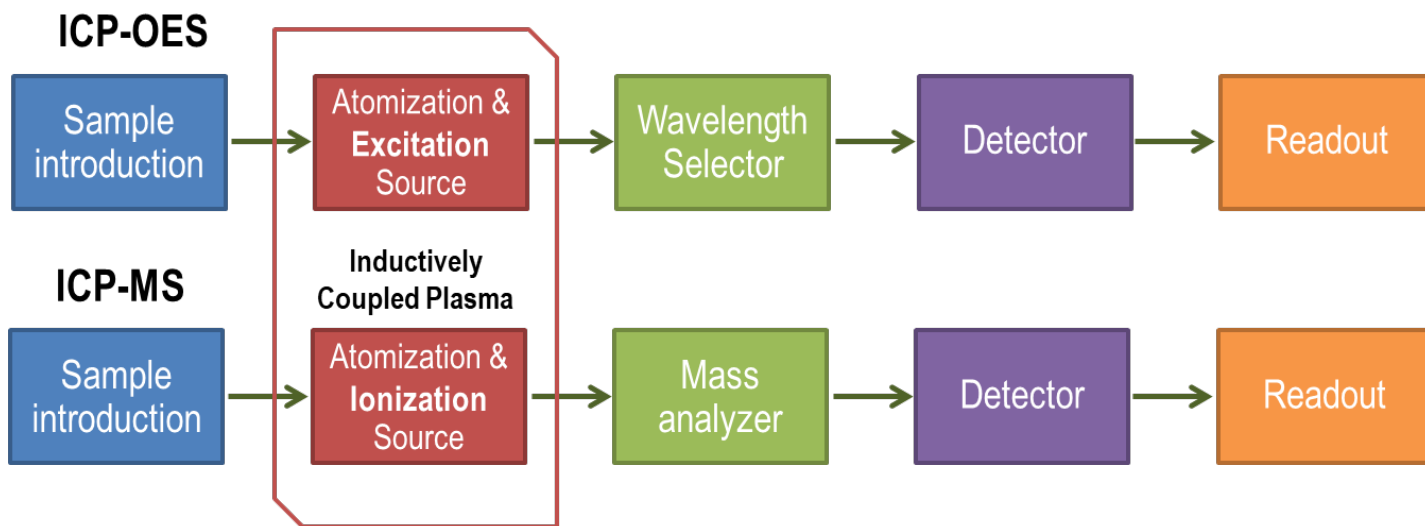 ICP-OES
Sample
introduction
Atomization &
Excitation
Source
Wavelength
Selector
Detector
Readout
Inductively
Coupled Plasma
ICP-MS
Sample
introduction
Atomization &
Ionization
Source
Mass
analyzer
Detector
Readout